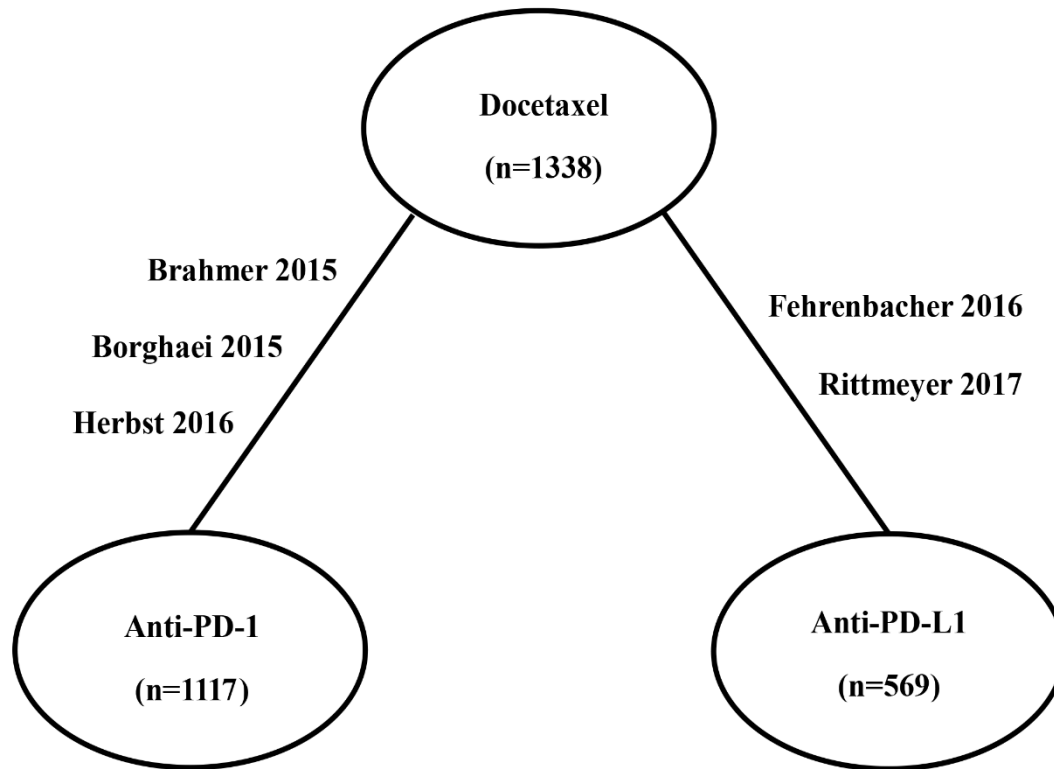 Docetaxel
(n=1338)
Brahmer 2015
Borghaei 2015
Herbst 2016
Fehrenbacher 2016
Rittmeyer 2017
Anti-PD-1
(n=1117)
Anti-PD-L1
(n=569)